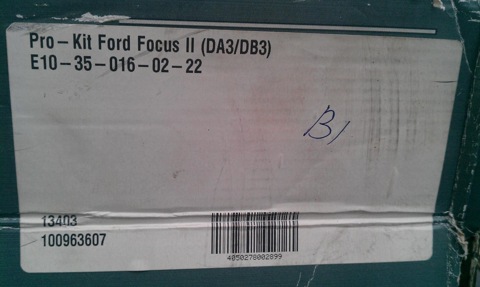 Pro-Kit Ford Focus II (DA3/DB3)
E10-35-016-02-22
B1
13403
100963607
4050278002899